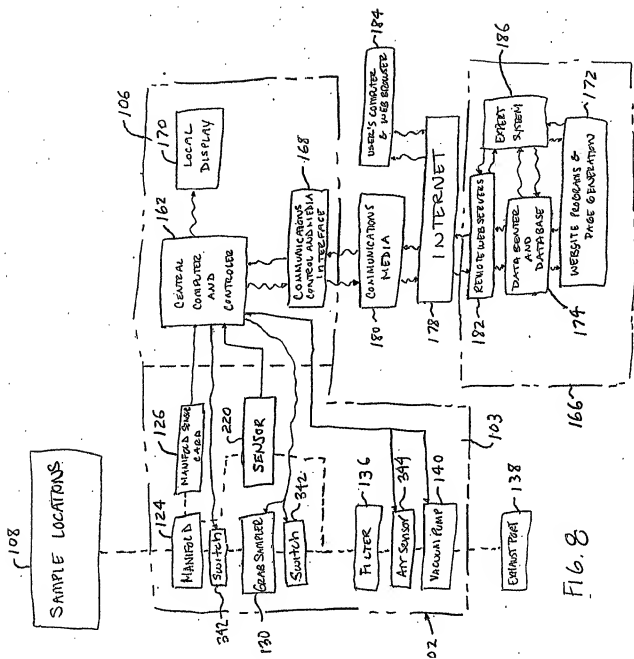 108
SAMPLE LOCATIONS
124
MANIFOLD
126
MANIFOLD SENSE
CARD
342
SWITCH
130
GRAB SAMPLER
SWITCH
342
220
SENSOR
FILTER
136
AIR SENSOR
344
VACUUM PUMP
140
103
02
EXHAUST PORT
138
106
162
CENTRAL
COMPUTER
AND
CONTROLER
170
LOCAL
DISPLAY
168
COMMUNICATIONS
CONTROL AND MEDIA
INTERFACE
180
COMMUNICATIONS
MEDIA
184
USER'S COMPUTER
& WEB BROWSER
178
INTERNET
182
REMOTE WEB SERVERS
186
EXPERT
SYSTEM
DATA CENTER
AND
DATABASE
174
172
WEBSITE PROGRAMS &
PAGE GENERATION
166
FIG. 8